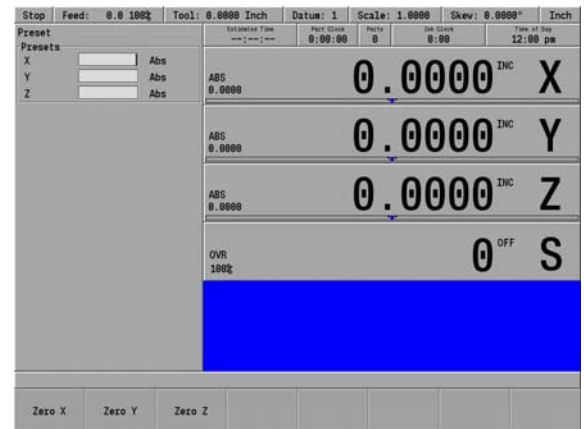 Stop Feed: 0.0 100% Tool: 0.0000 Inch Datum: 1 Scale: 1.0000 Skew: 0.0000° Inch
Preset
Presets
X Abs
Y Abs
Z Abs
Estimated Time
--:--:--
Part Clock
0:00:00
Parts
0
Job Clock
0:00
Time of Day
12:00 pm
ABS
0.0000
0.0000 INC X
ABS
0.0000
0.0000 INC Y
ABS
0.0000
0.0000 INC Z
OVR
100%
0 OFF S
Zero X Zero Y Zero Z